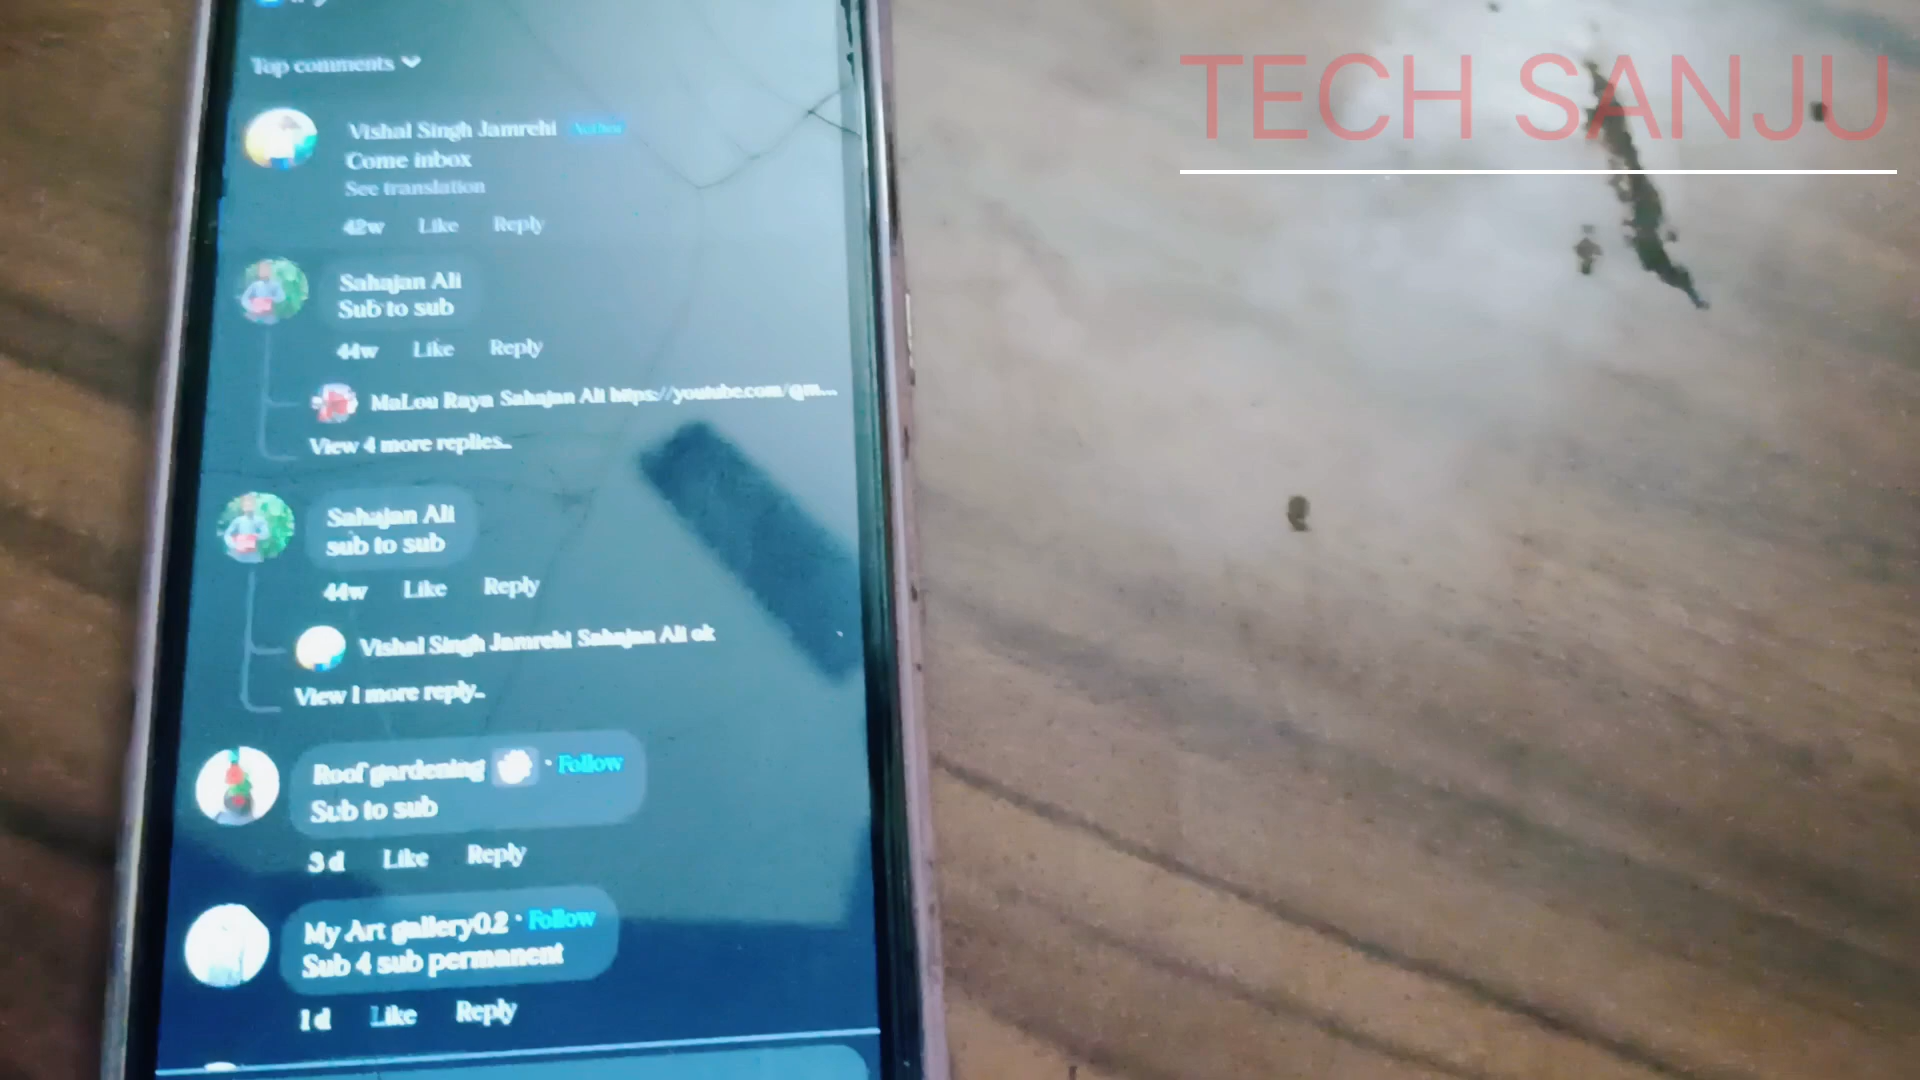 TECH SANJU
Top comments
Vishal Singh Jamrehi Author
Come inbox
See translation
42w Like Reply
Sahajan Ali
Sub to sub
44w Like Reply
MaLou Raya Sahajan Ali https://youtube.com/@m...
View 4 more replies..
Sahajan Ali
sub to sub
44w Like Reply
Vishal Singh Jamrehi Sahajan Ali ok
View 1 more reply..
Roof gardening · Follow
Sub to sub
3 d Like Reply
My Art gallery0.2 · Follow
Sub 4 sub permanent
1 d Like Reply